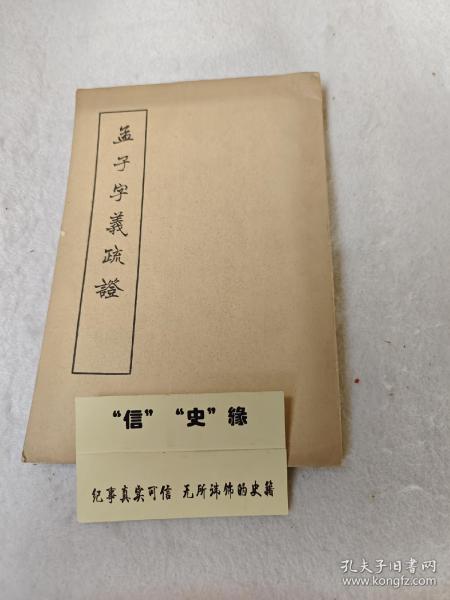 孟子字義疏證
“信” “史”緣
纪事真实可信 无所讳饰的史籍
孔夫子旧书网
www.kongfz.com